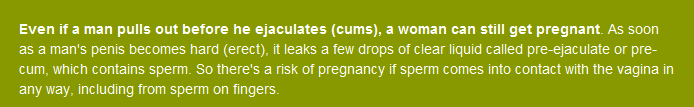 Even if a man pulls out before he ejaculates (cums), a woman can still get pregnant. As soon
as a man's penis becomes hard (erect), it leaks a few drops of clear liquid called pre-ejaculate or pre-
cum, which contains sperm. So there's a risk of pregnancy if sperm comes into contact with the vagina in
any way, including from sperm on fingers.